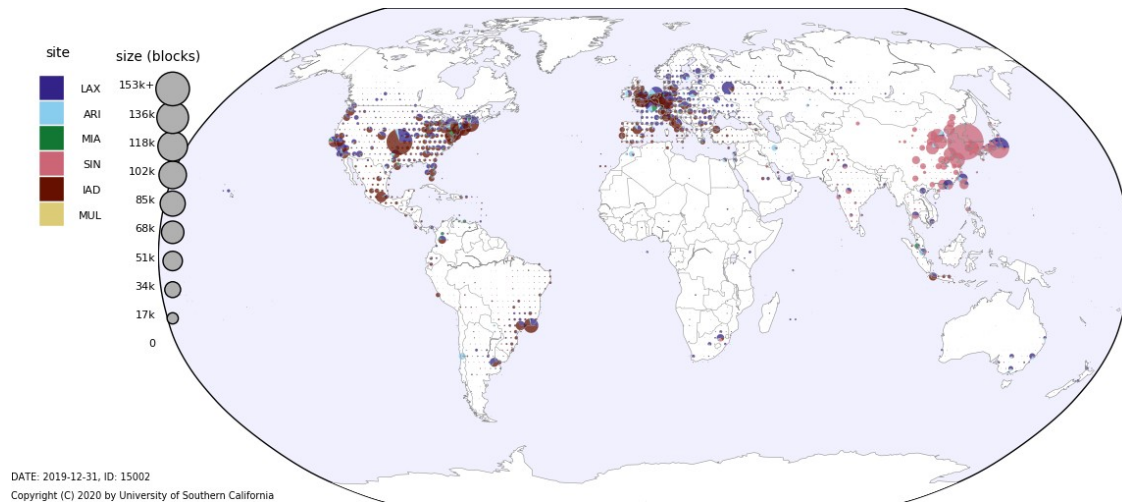 site
LAX
ARI
MIA
SIN
IAD
MUL
size (blocks)
153k+
136k
118k
102k
85k
68k
51k
34k
17k
0
DATE: 2019-12-31, ID: 15002
Copyright (C) 2020 by University of Southern California